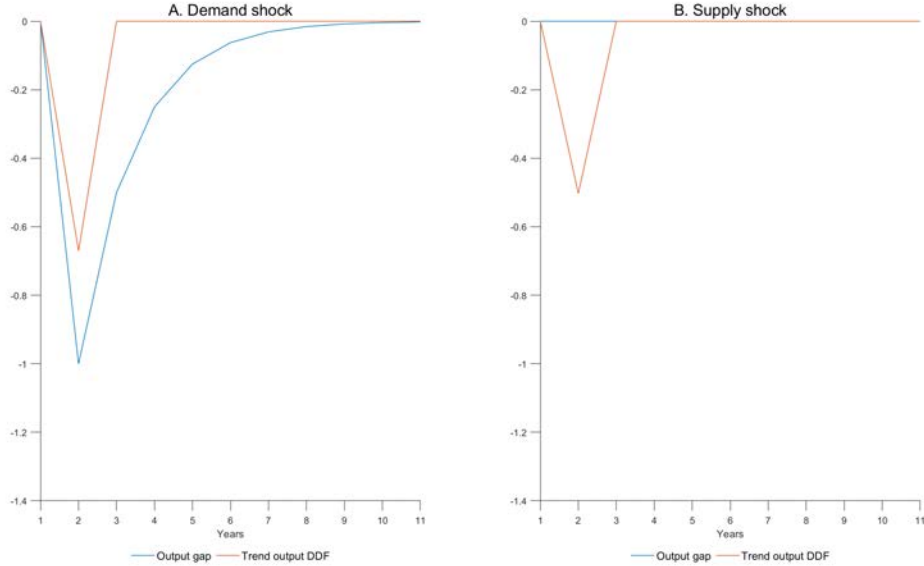 A. Demand shock
0
-0.2
-0.4
-0.6
-0.8
-1
-1.2
-1.4
1 2 3 4 5 6 7 8 9 10 11
Years
Output gap Trend output DDF
B. Supply shock
0
-0.2
-0.4
-0.6
-0.8
-1
-1.2
-1.4
1 2 3 4 5 6 7 8 9 10 11
Years
Output gap Trend output DDF